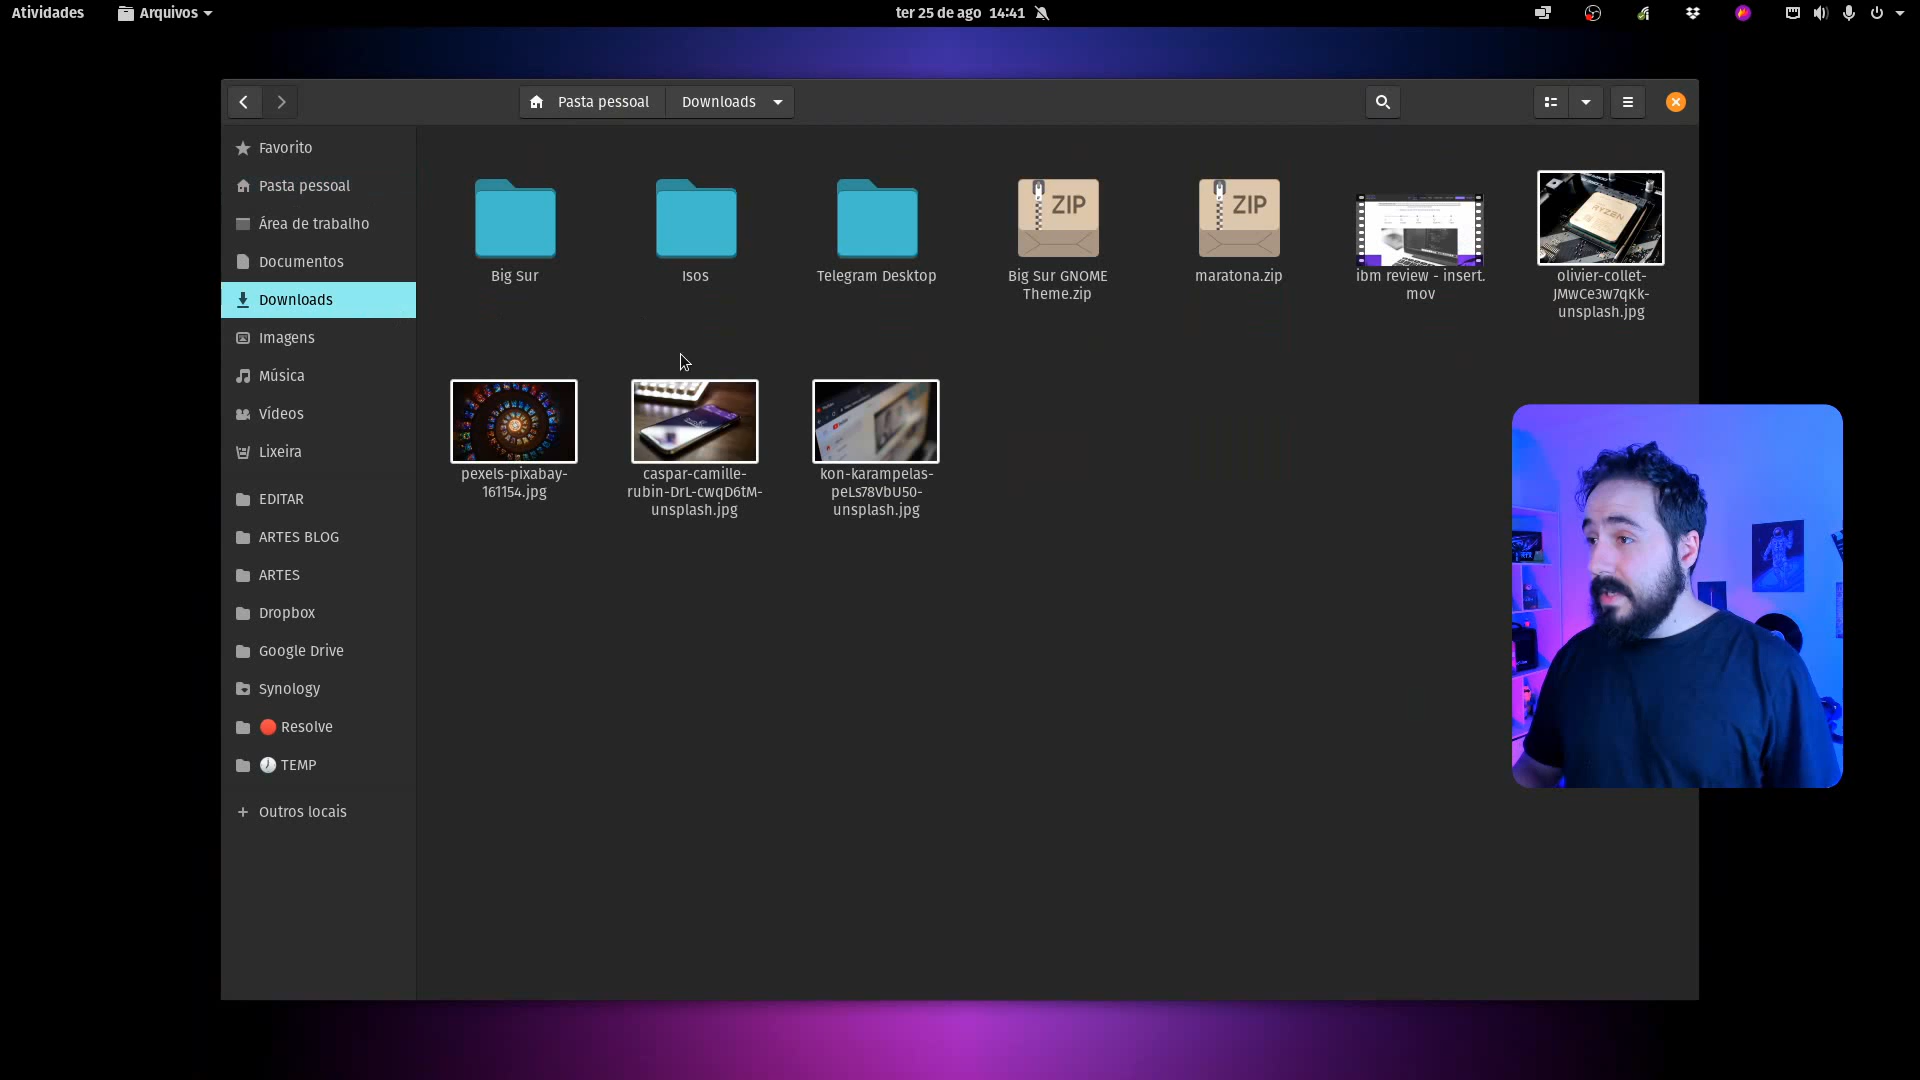 Atividades
Arquivos
ter 25 de ago 14:41
Pasta pessoal
Downloads
Favorito
Pasta pessoal
Área de trabalho
Documentos
Downloads
Imagens
Música
Vídeos
Lixeira
EDITAR
ARTES BLOG
ARTES
Dropbox
Google Drive
Synology
Resolve
TEMP
Outros locais
Big Sur
Isos
Telegram Desktop
ZIP
Big Sur GNOME
Theme.zip
ZIP
maratona.zip
ibm review - insert.
mov
RYZEN
olivier-collet-
JMwCe3w7qKk-
unsplash.jpg
pexels-pixabay-
161154.jpg
caspar-camille-
rubin-DrL-cwqD6tM-
unsplash.jpg
kon-karampelas-
peLs78VbU50-
unsplash.jpg